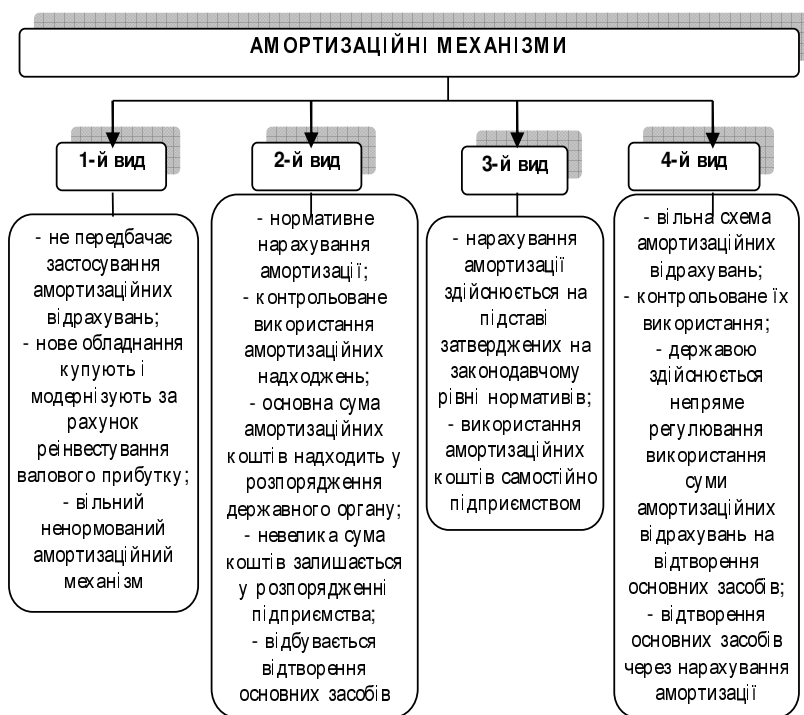 АМОРТИЗАЦІЙНІ МЕХАНІЗМИ
1-й вид
- не передбачає
застосування
амортизаційних
відрахувань;
- нове обладнання
купують і
модернізують за
рахунок
реінвестування
валового прибутку;
- вільний
ненормований
амортизаційний
механізм
2-й вид
- нормативне
нарахування
амортизації;
- контрольоване
використання
амортизаційних
надходжень;
- основна сума
амортизаційних
коштів надходить у
розпорядження
державного органу;
- невелика сума
коштів залишається
у розпорядженні
підприємства;
- відбувається
відтворення
основних засобів
3-й вид
- нарахування
амортизації
здійснюється на
підставі
затверджених на
законодавчому
рівні нормативів;
- використання
амортизаційних
коштів самостійно
підприємством
4-й вид
- вільна схема
амортизаційних
відрахувань;
- контрольоване їх
використання;
- державою
здійснюється
непряме
регулювання
використання
суми
амортизаційних
відрахувань на
відтворення
основних засобів;
- відтворення
основних засобів
через нарахування
амортизації